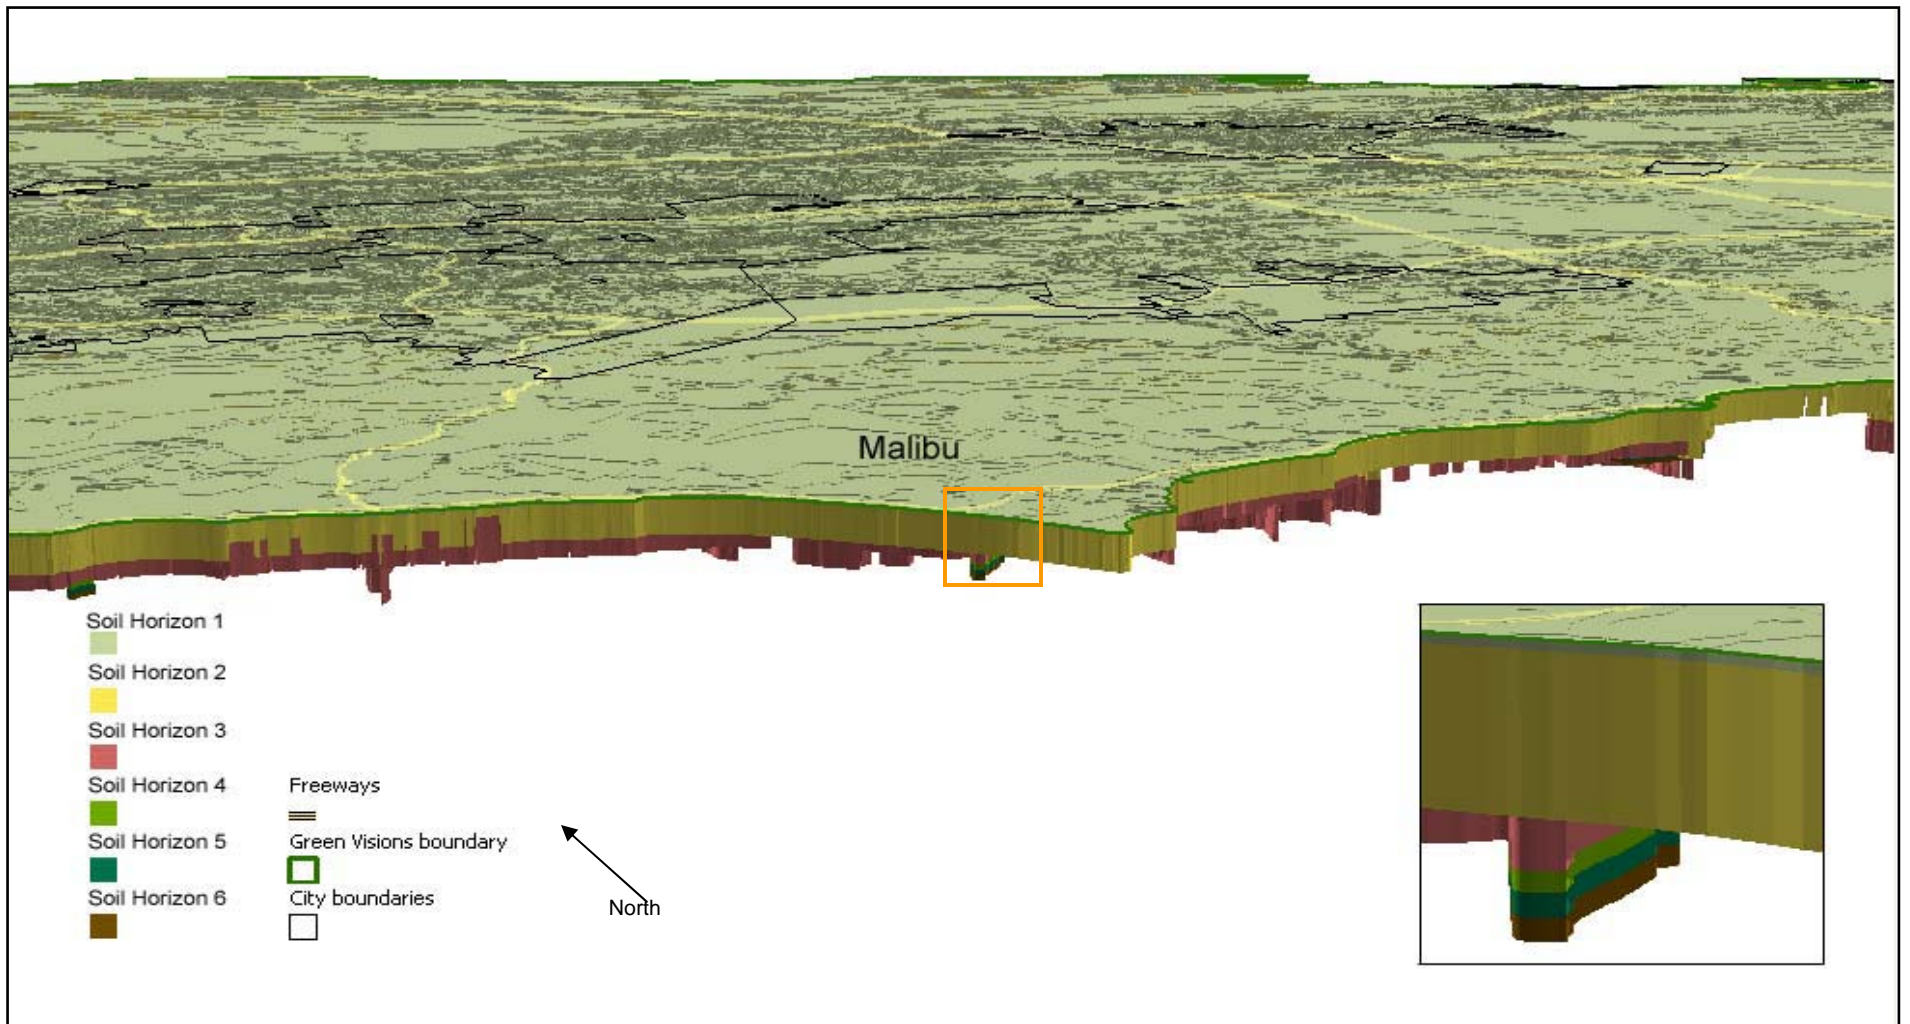 Malibu
Soil Horizon 1
Soil Horizon 2
Soil Horizon 3
Soil Horizon 4
Soil Horizon 5
Soil Horizon 6
Freeways
Green Visions boundary
City boundaries
North